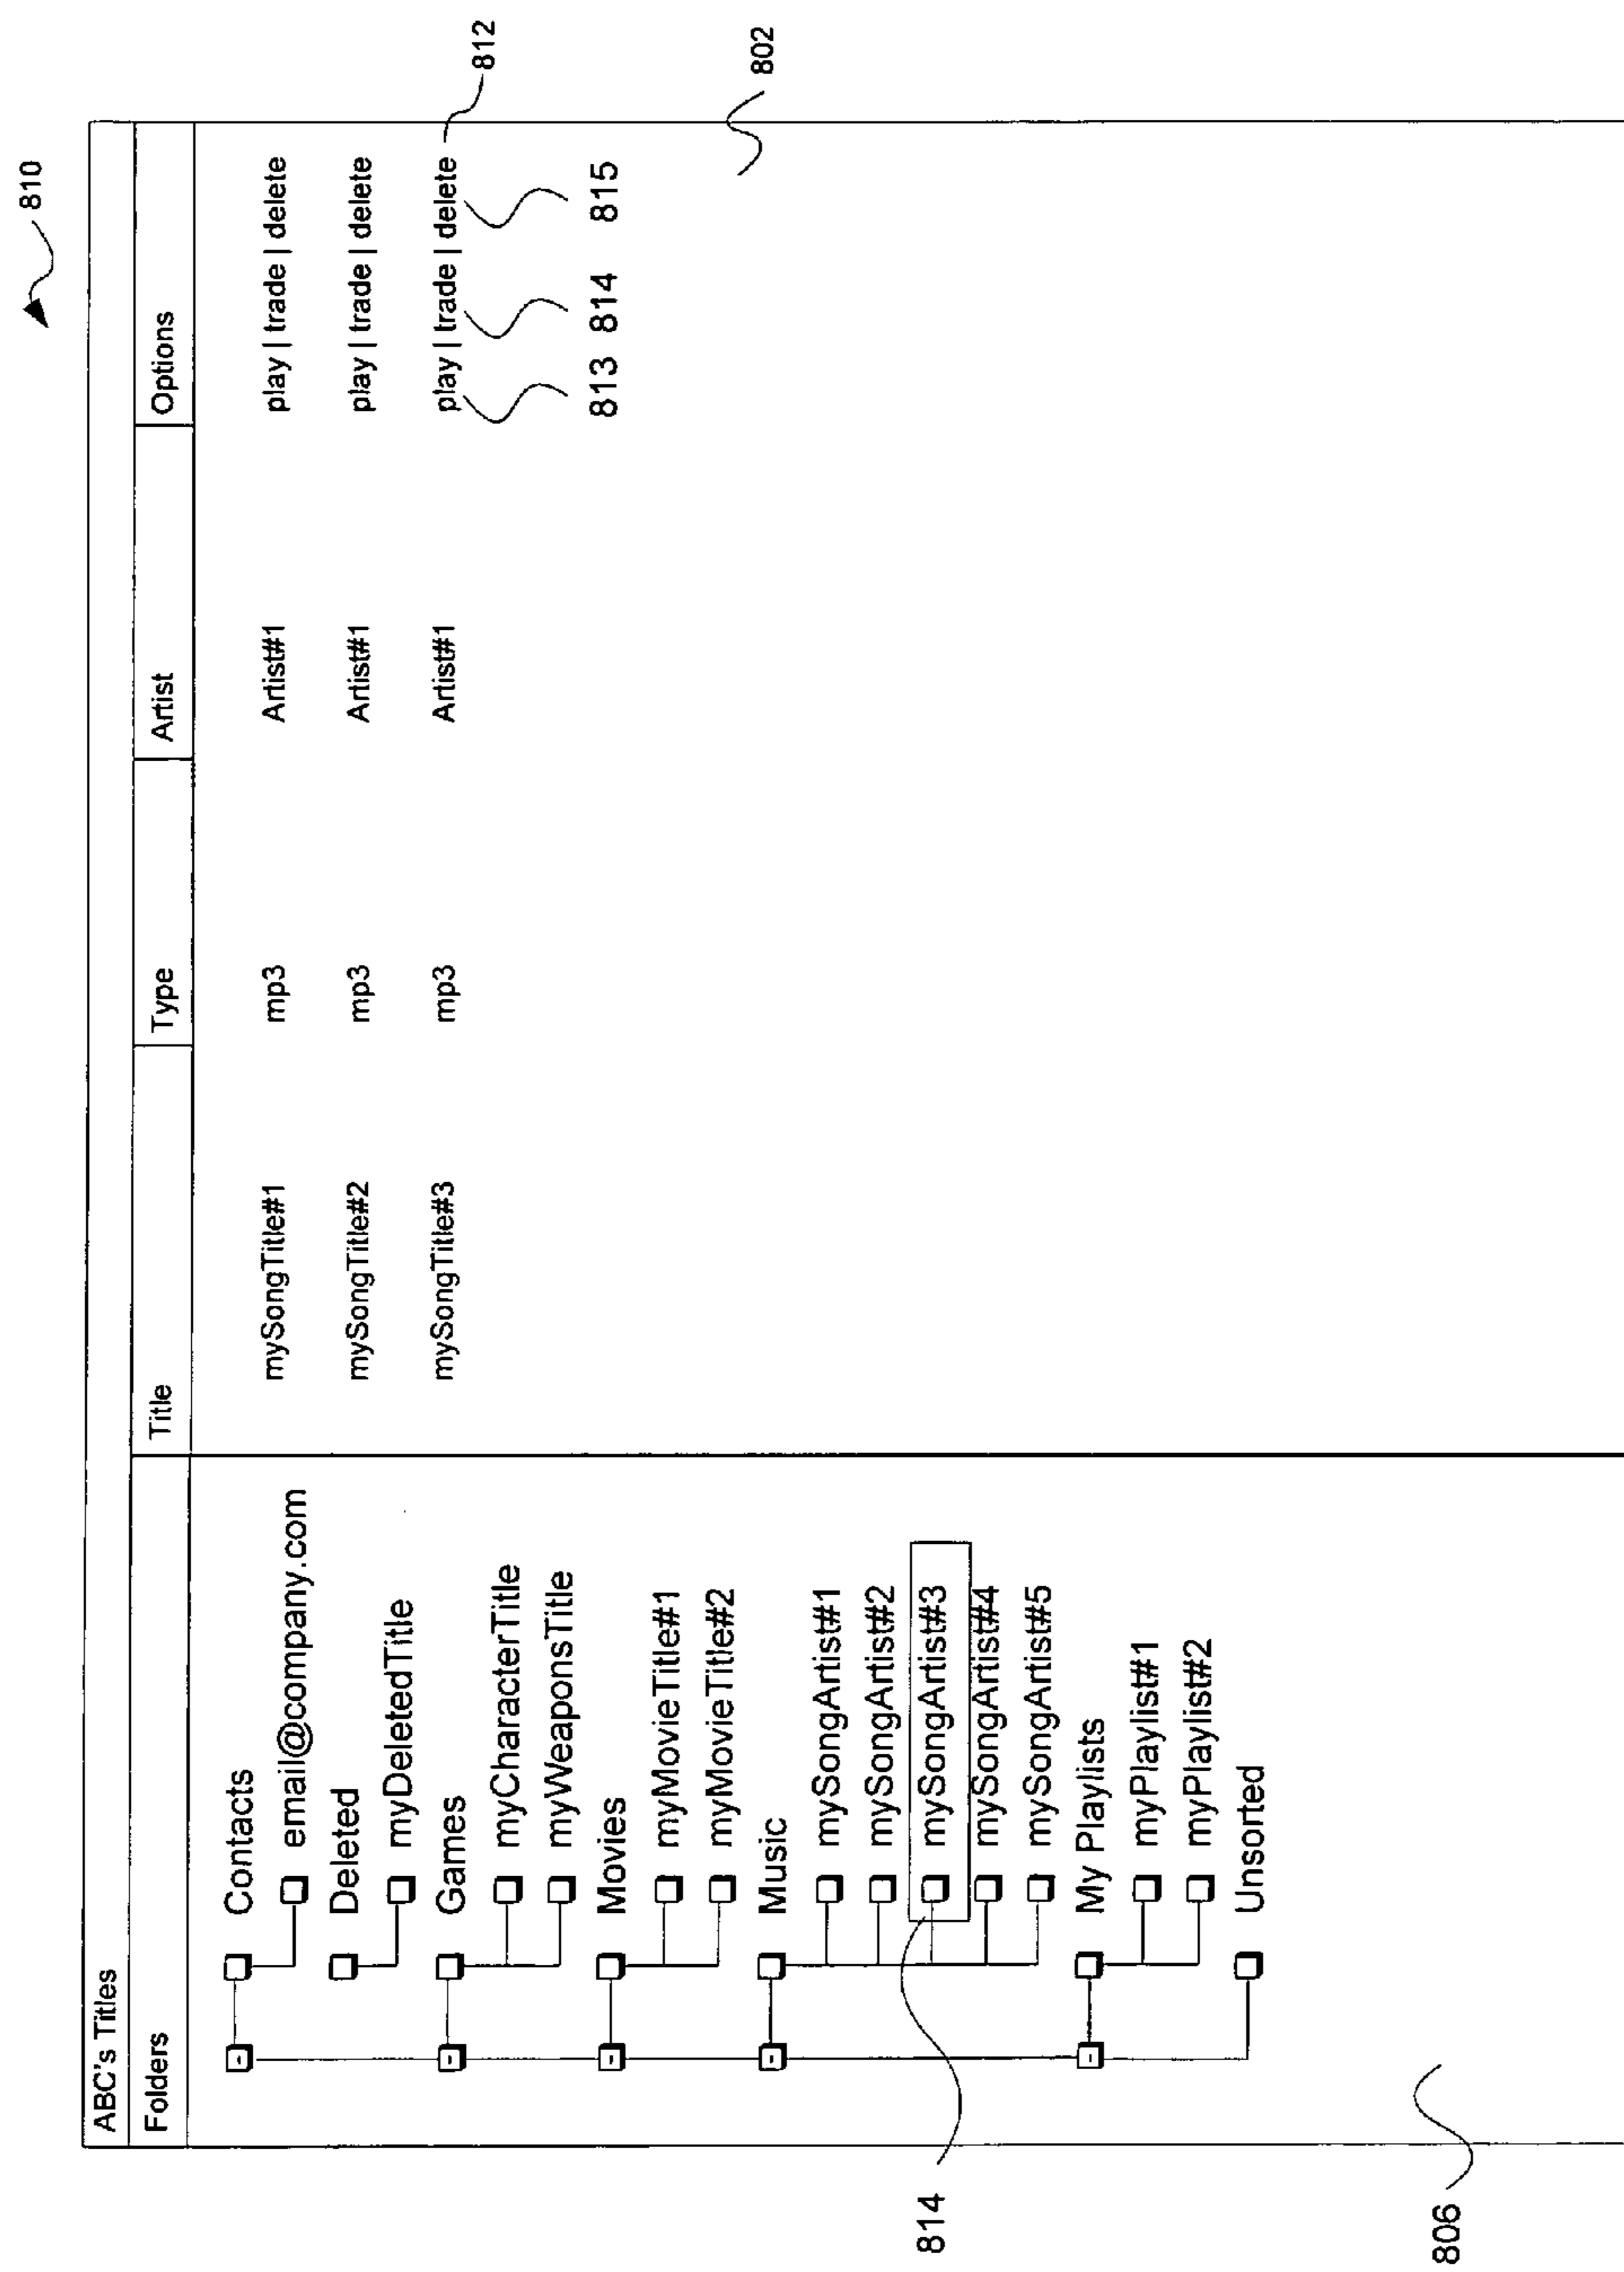 810
ABC's Titles
Folders
Title
Type
Artist
Options
Contacts
email@company.com
Deleted
myDeletedTitle
Games
myCharacterTitle
myWeaponsTitle
Movies
myMovieTitle#1
myMovieTitle#2
Music
mySongArtist#1
mySongArtist#2
mySongArtist#3
mySongArtist#4
mySongArtist#5
My Playlists
myPlaylist#1
myPlaylist#2
Unsorted
mySongTitle#1 mp3 Artist#1 play | trade | delete
mySongTitle#2 mp3 Artist#1 play | trade | delete
mySongTitle#3 mp3 Artist#1 play | trade | delete
812
813 814 815
802
814
806